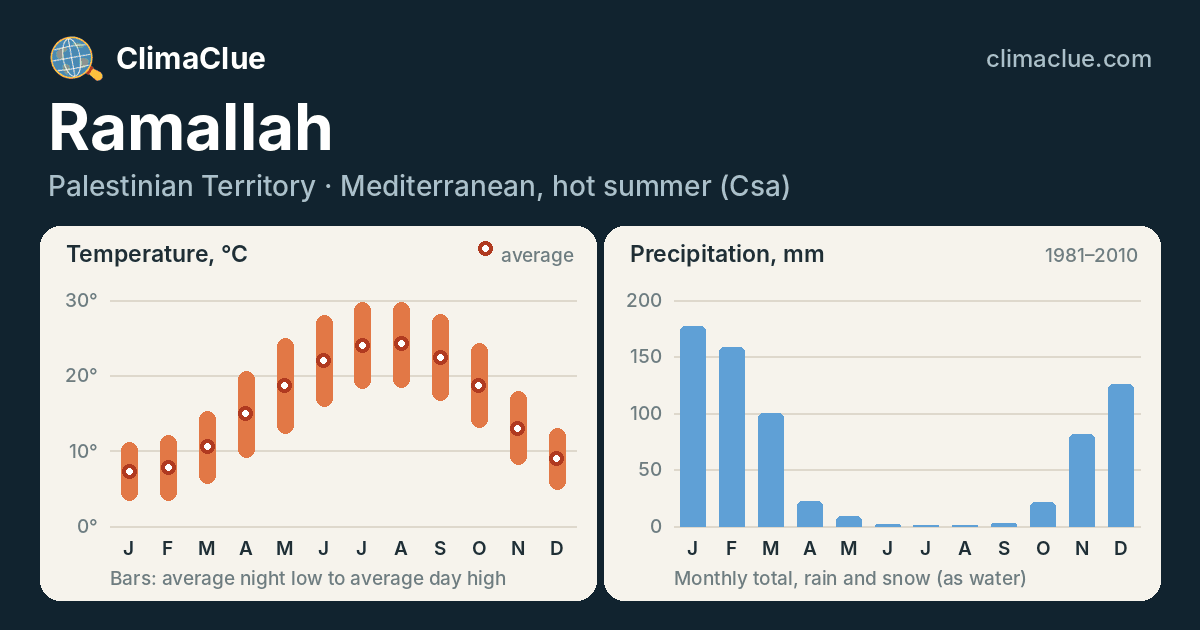 ClimaClue
climaclue.com
Ramallah
Palestinian Territory · Mediterranean, hot summer (Csa)
Temperature, °C
average
30°
20°
10°
0°
J F M A M J J A S O N D
Bars: average night low to average day high
Precipitation, mm
1981–2010
200
150
100
50
0
J F M A M J J A S O N D
Monthly total, rain and snow (as water)